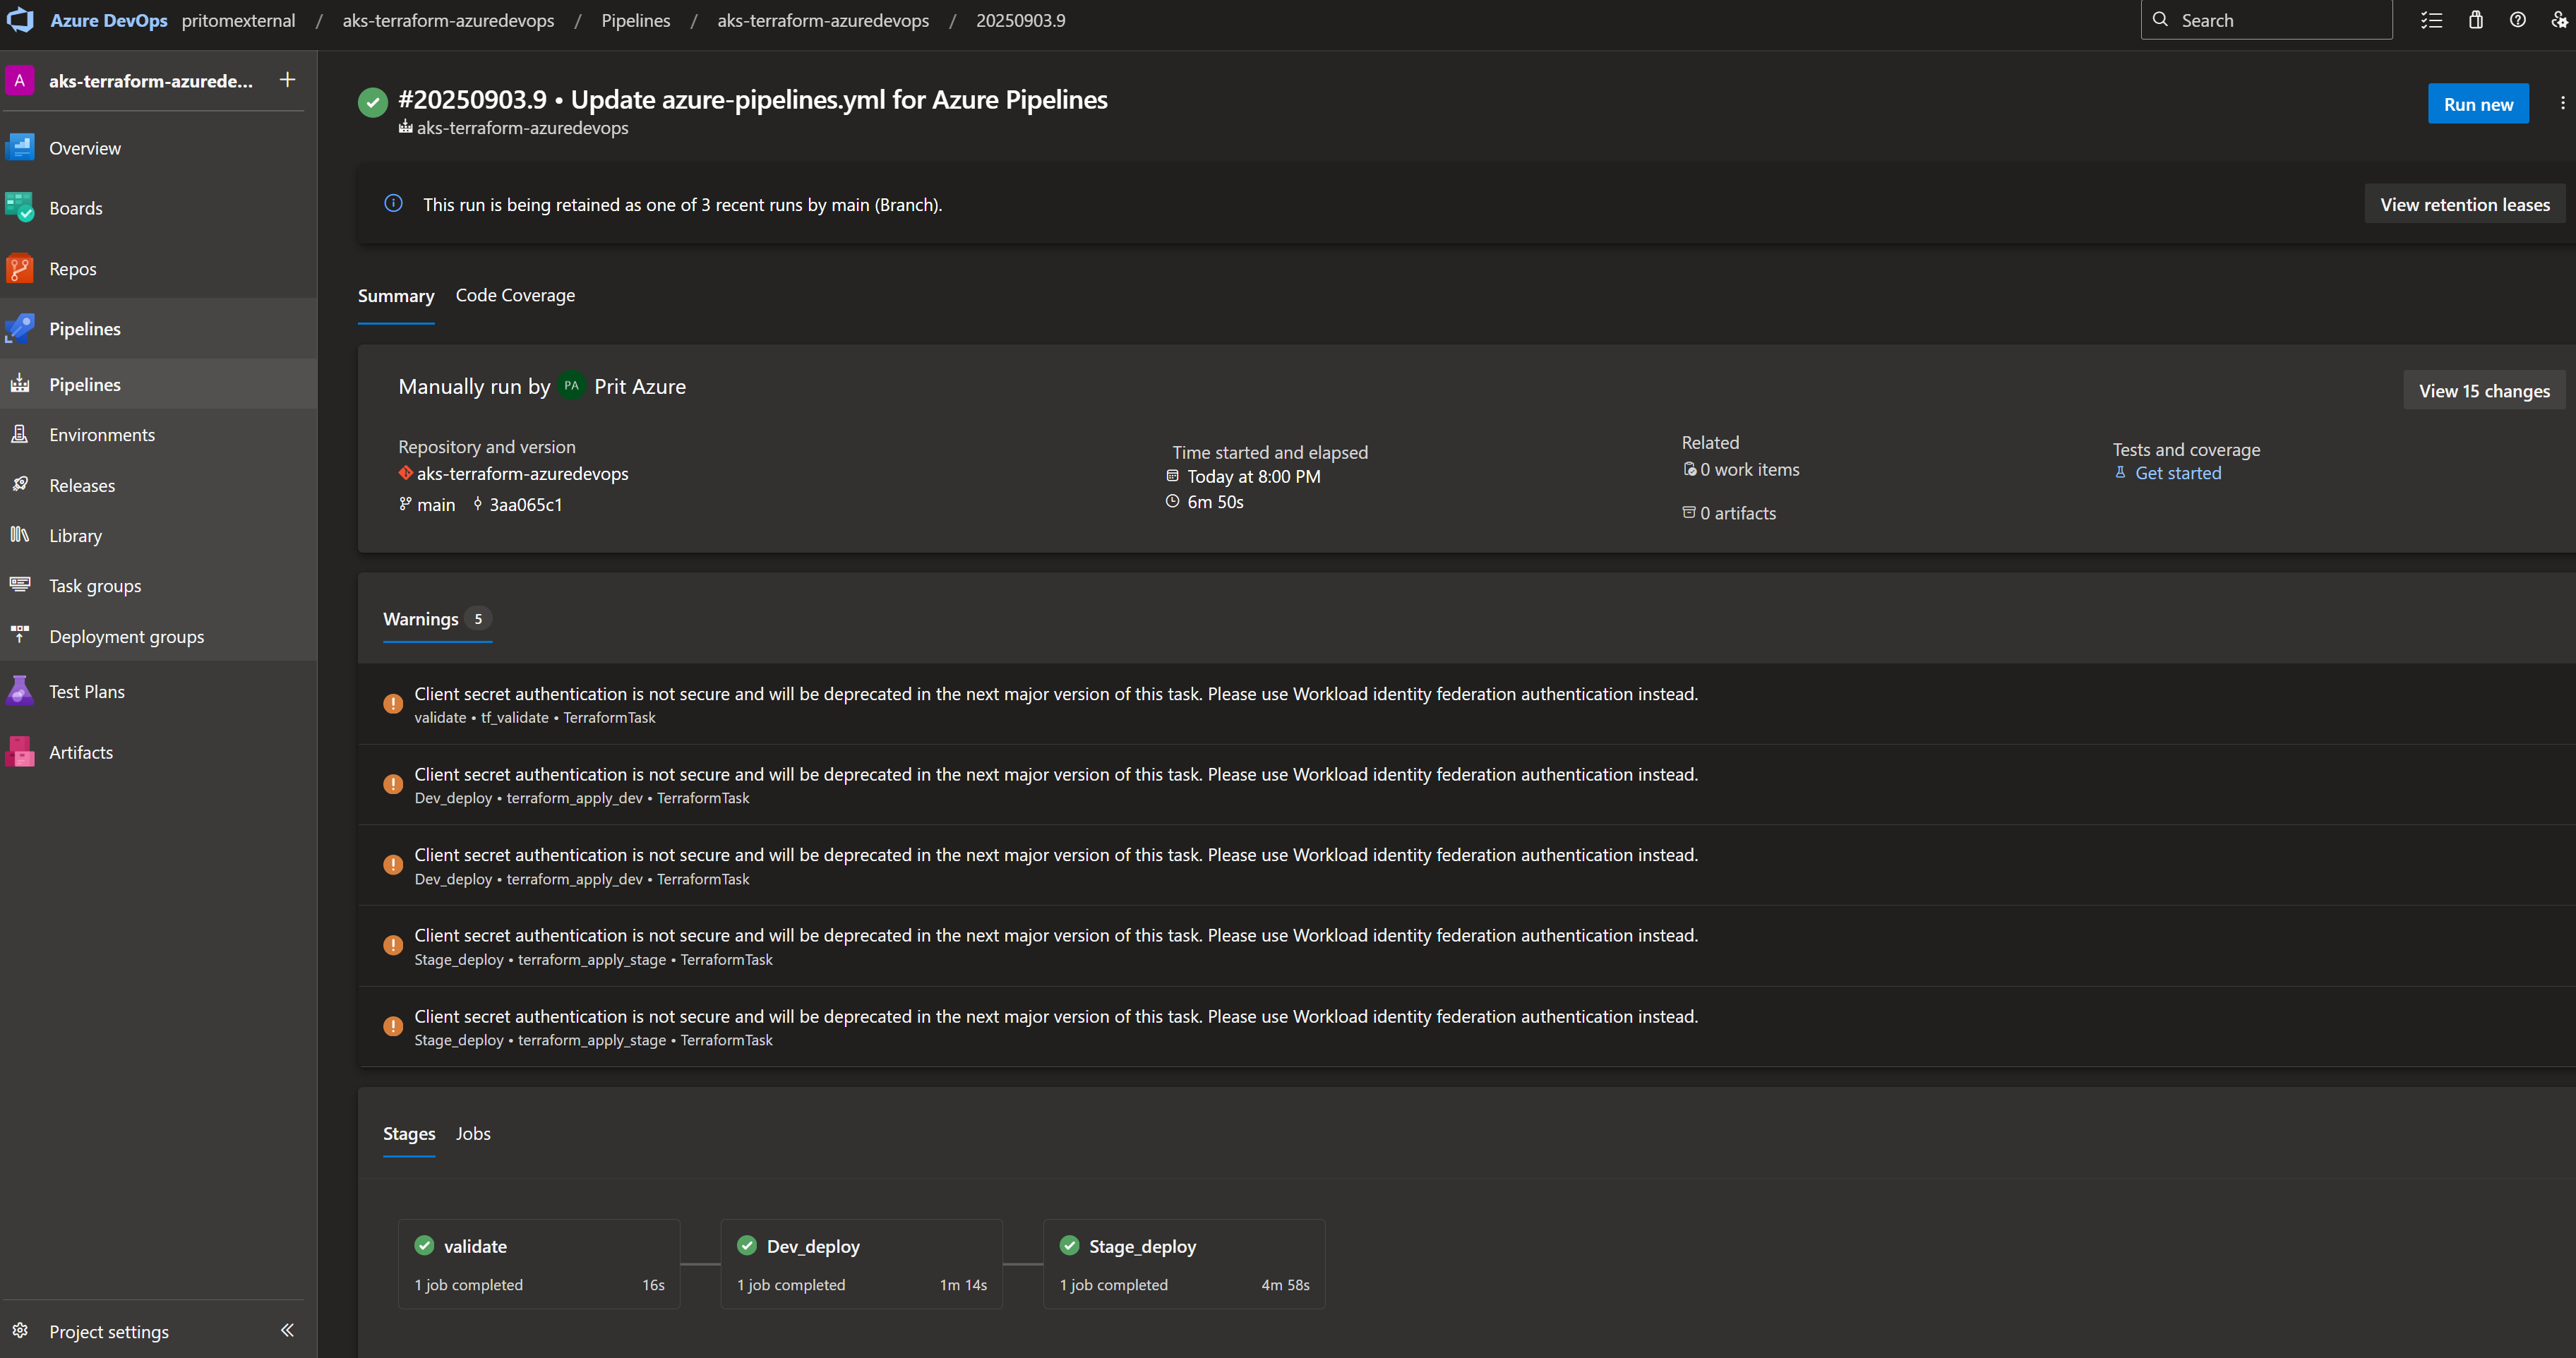 Azure DevOps pritomexternal / aks-terraform-azuredevops / Pipelines / aks-terraform-azuredevops / 20250903.9
Search
A aks-terraform-azurede... +
Overview
Boards
Repos
Pipelines
Pipelines
Environments
Releases
Library
Task groups
Deployment groups
Test Plans
Artifacts
Project settings
#20250903.9 • Update azure-pipelines.yml for Azure Pipelines
aks-terraform-azuredevops
Run new
This run is being retained as one of 3 recent runs by main (Branch).
View retention leases
Summary Code Coverage
Manually run by PA Prit Azure
View 15 changes
Repository and version
aks-terraform-azuredevops
main 3aa065c1
Time started and elapsed
Today at 8:00 PM
6m 50s
Related
0 work items
0 artifacts
Tests and coverage
Get started
Warnings 5
Client secret authentication is not secure and will be deprecated in the next major version of this task. Please use Workload identity federation authentication instead.
validate • tf_validate • TerraformTask
Client secret authentication is not secure and will be deprecated in the next major version of this task. Please use Workload identity federation authentication instead.
Dev_deploy • terraform_apply_dev • TerraformTask
Client secret authentication is not secure and will be deprecated in the next major version of this task. Please use Workload identity federation authentication instead.
Dev_deploy • terraform_apply_dev • TerraformTask
Client secret authentication is not secure and will be deprecated in the next major version of this task. Please use Workload identity federation authentication instead.
Stage_deploy • terraform_apply_stage • TerraformTask
Client secret authentication is not secure and will be deprecated in the next major version of this task. Please use Workload identity federation authentication instead.
Stage_deploy • terraform_apply_stage • TerraformTask
Stages Jobs
validate
1 job completed 16s
Dev_deploy
1 job completed 1m 14s
Stage_deploy
1 job completed 4m 58s